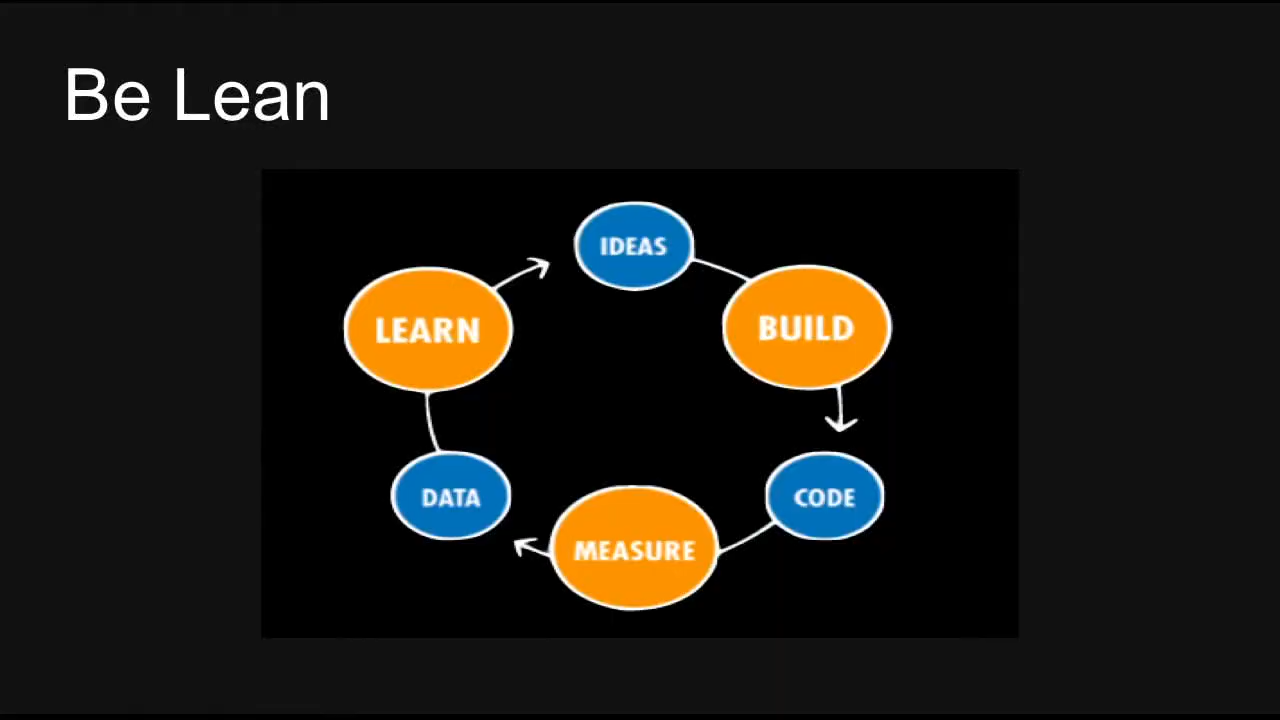 Be Lean
IDEAS
LEARN
BUILD
DATA
CODE
MEASURE